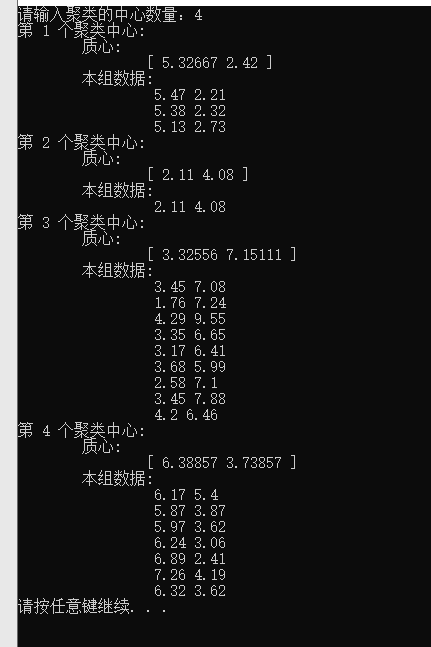 请输入聚类的中心数量：4
第 1 个聚类中心:
质心:
[ 5.32667 2.42 ]
本组数据:
5.47 2.21
5.38 2.32
5.13 2.73
第 2 个聚类中心:
质心:
[ 2.11 4.08 ]
本组数据:
2.11 4.08
第 3 个聚类中心:
质心:
[ 3.32556 7.15111 ]
本组数据:
3.45 7.08
1.76 7.24
4.29 9.55
3.35 6.65
3.17 6.41
3.68 5.99
2.58 7.1
3.45 7.88
4.2 6.46
第 4 个聚类中心:
质心:
[ 6.38857 3.73857 ]
本组数据:
6.17 5.4
5.87 3.87
5.97 3.62
6.24 3.06
6.89 2.41
7.26 4.19
6.32 3.62
请按任意键继续. . .